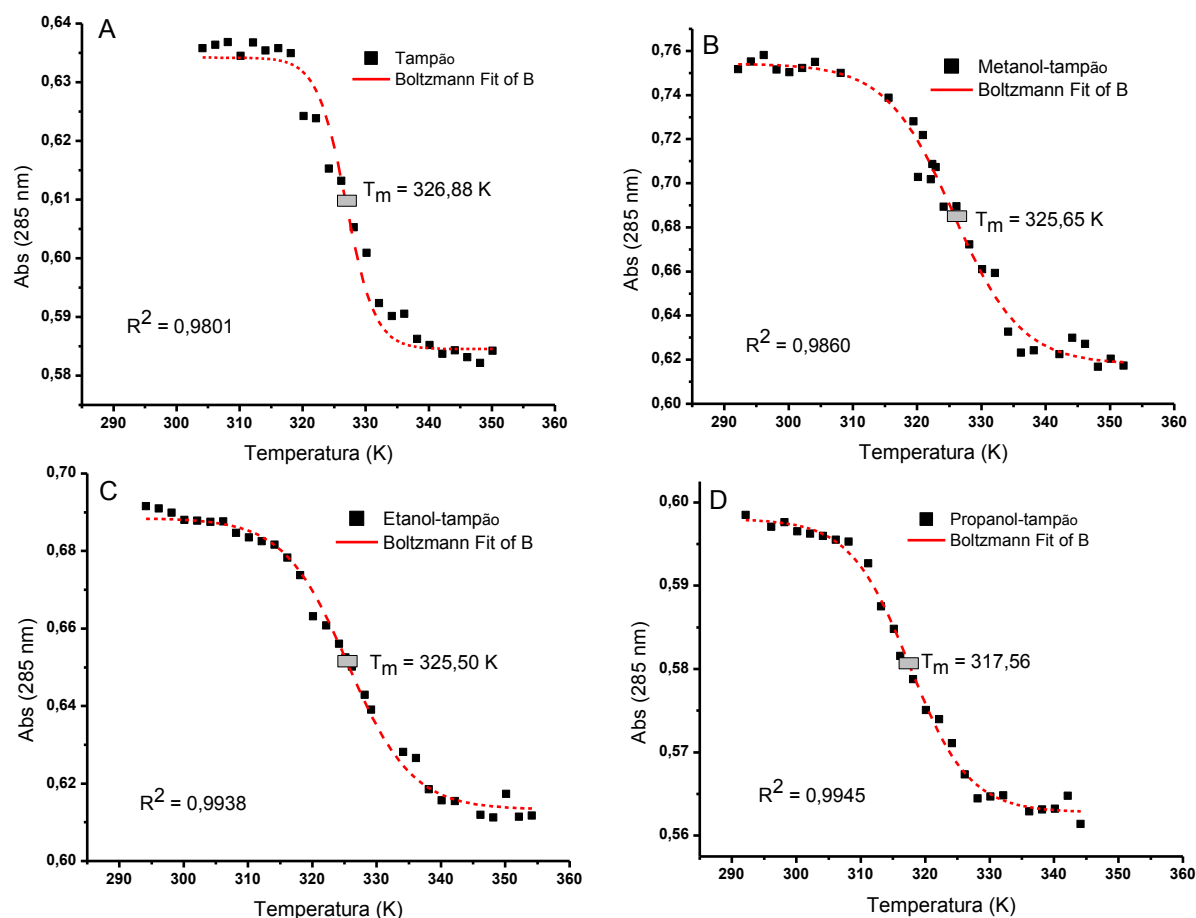 A
Tampão
Boltzmann Fit of B
Tm = 326,88 K
R2 = 0,9801
Abs (285 nm)
0,64
0,63
0,62
0,61
0,60
0,59
0,58
290 300 310 320 330 340 350 360
Temperatura (K)
B
Metanol-tampão
Boltzmann Fit of B
Tm = 325,65 K
R2 = 0,9860
Abs (285 nm)
0,76
0,74
0,72
0,70
0,68
0,66
0,64
0,62
0,60
290 300 310 320 330 340 350 360
Temperatura (K)
C
Etanol-tampão
Boltzmann Fit of B
Tm = 325,50 K
R2 = 0,9938
Abs (285 nm)
0,70
0,68
0,66
0,64
0,62
0,60
290 300 310 320 330 340 350 360
Temperatura (K)
D
Propanol-tampão
Boltzmann Fit of B
Tm = 317,56
R2 = 0,9945
Abs (285 nm)
0,60
0,59
0,58
0,57
0,56
290 300 310 320 330 340 350 360
Temperatura (K)